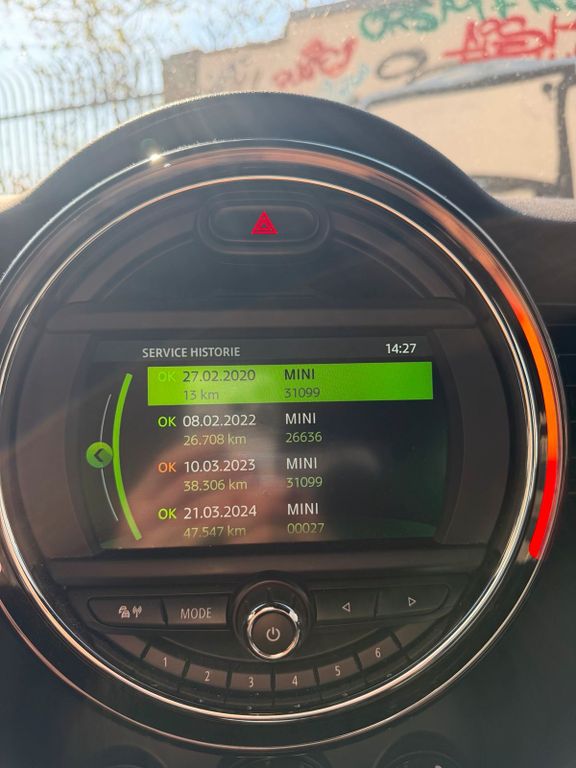 SERVICE HISTORIE 14:27
OK 27.02.2020 MINI
13 km 31099
OK 08.02.2022 MINI
26.708 km 26636
OK 10.03.2023 MINI
38.306 km 31099
OK 21.03.2024 MINI
47.547 km 00027
MODE
1 2 3 4 5 6